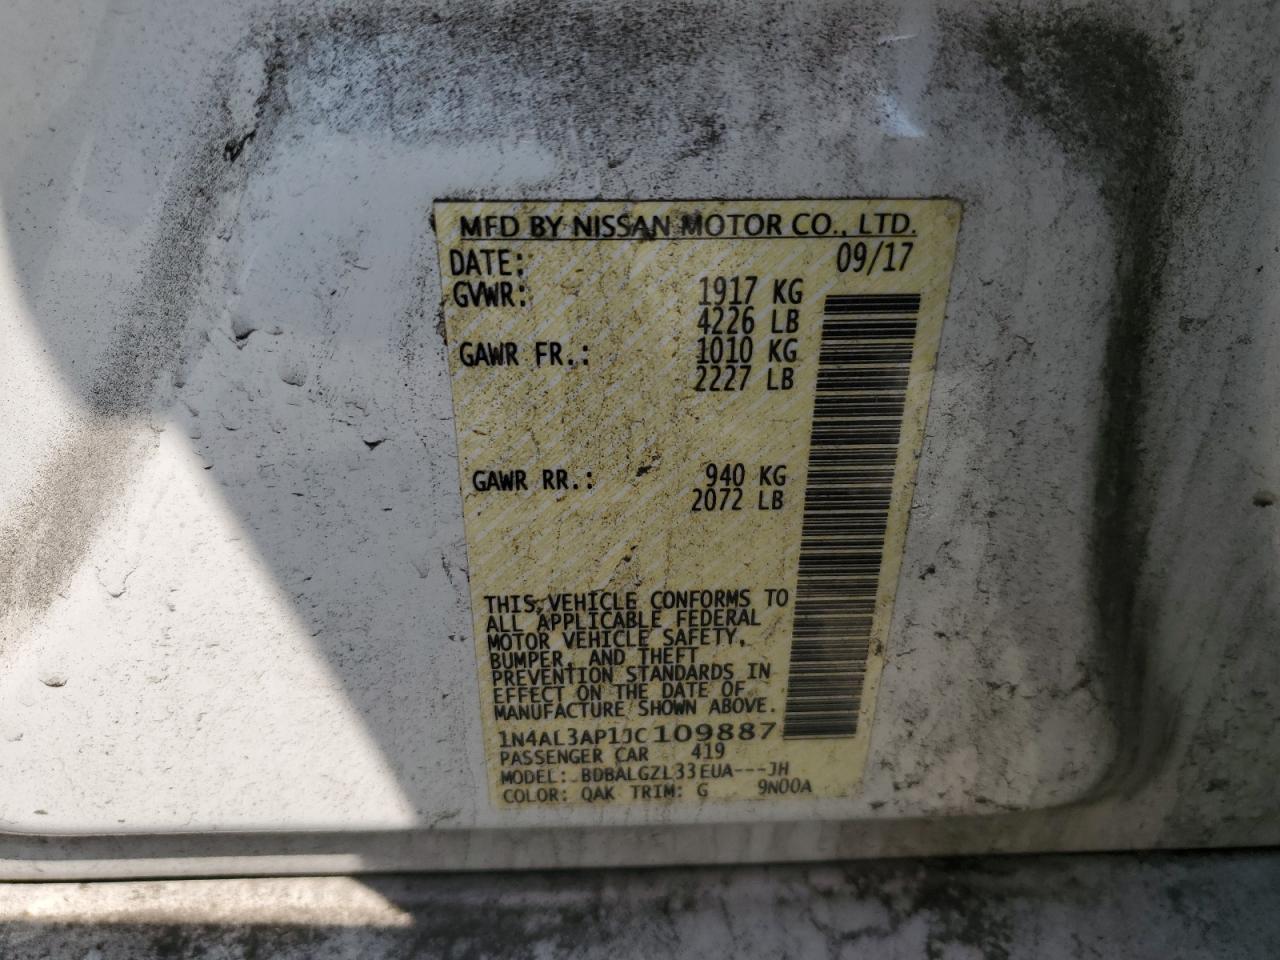 MFD BY NISSAN MOTOR CO., LTD.
DATE: 09/17
GVWR: 1917 KG
4226 LB
GAWR FR.: 1010 KG
2227 LB
GAWR RR.: 940 KG
2072 LB
THIS VEHICLE CONFORMS TO
ALL APPLICABLE FEDERAL
MOTOR VEHICLE SAFETY,
BUMPER, AND THEFT
PREVENTION STANDARDS IN
EFFECT ON THE DATE OF
MANUFACTURE SHOWN ABOVE.
1N4AL3AP1JC109887
PASSENGER CAR 419
MODEL: BDBALGZL33EUA---JH
COLOR: QAK TRIM: G 9N00A